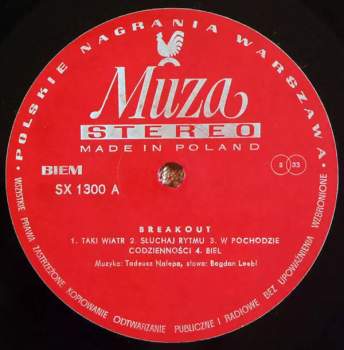 POLSKIE NAGRANIA WARSZAWA
Muza
STEREO
MADE IN POLAND
BIEM
SX 1300 A
S 33
BREAKOUT
1. TAKI WIATR 2. SŁUCHAJ RYTMU 3. W POCHODZIE
CODZIENNOŚCI 4. BIEL
Muzyka: Tadeusz Nalepa, słowa: Bogdan Loebl
WSZYSTKIE PRAWA ZASTRZEŻONE KOPIOWANIE ODTWARZANIE PUBLICZNE I RADIOWE BEZ UPOWAŻNIENIA WZBRONIONE